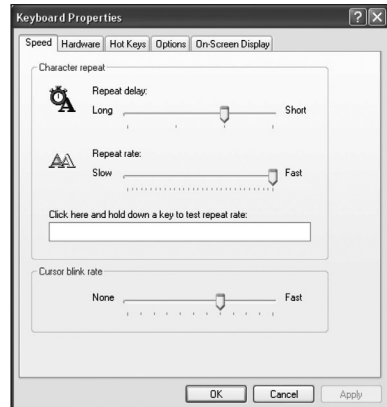 Keyboard Properties
Speed Hardware Hot Keys Options On-Screen Display
Character repeat
Repeat delay:
Long Short
Repeat rate:
Slow Fast
Click here and hold down a key to test repeat rate:
Cursor blink rate
None Fast
OK Cancel Apply